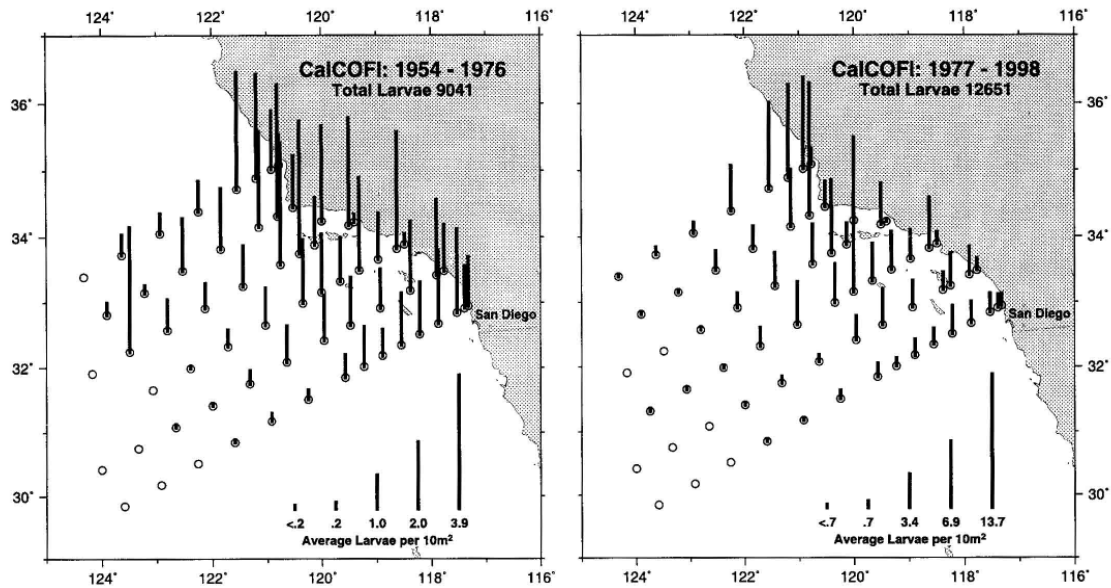 124° 122° 120° 118° 116°
124° 122° 120° 118° 116°
CalCOFI: 1954 - 1976
Total Larvae 9041
CalCOFI: 1977 - 1998
Total Larvae 12651
36°
36°
34°
34°
San Diego
San Diego
32°
32°
30°
30°
<.2 .2 1.0 2.0 3.9
Average Larvae per 10m²
<.7 .7 3.4 6.9 13.7
Average Larvae per 10m²
124° 122° 120° 118° 116°
124° 122° 120° 118° 116°